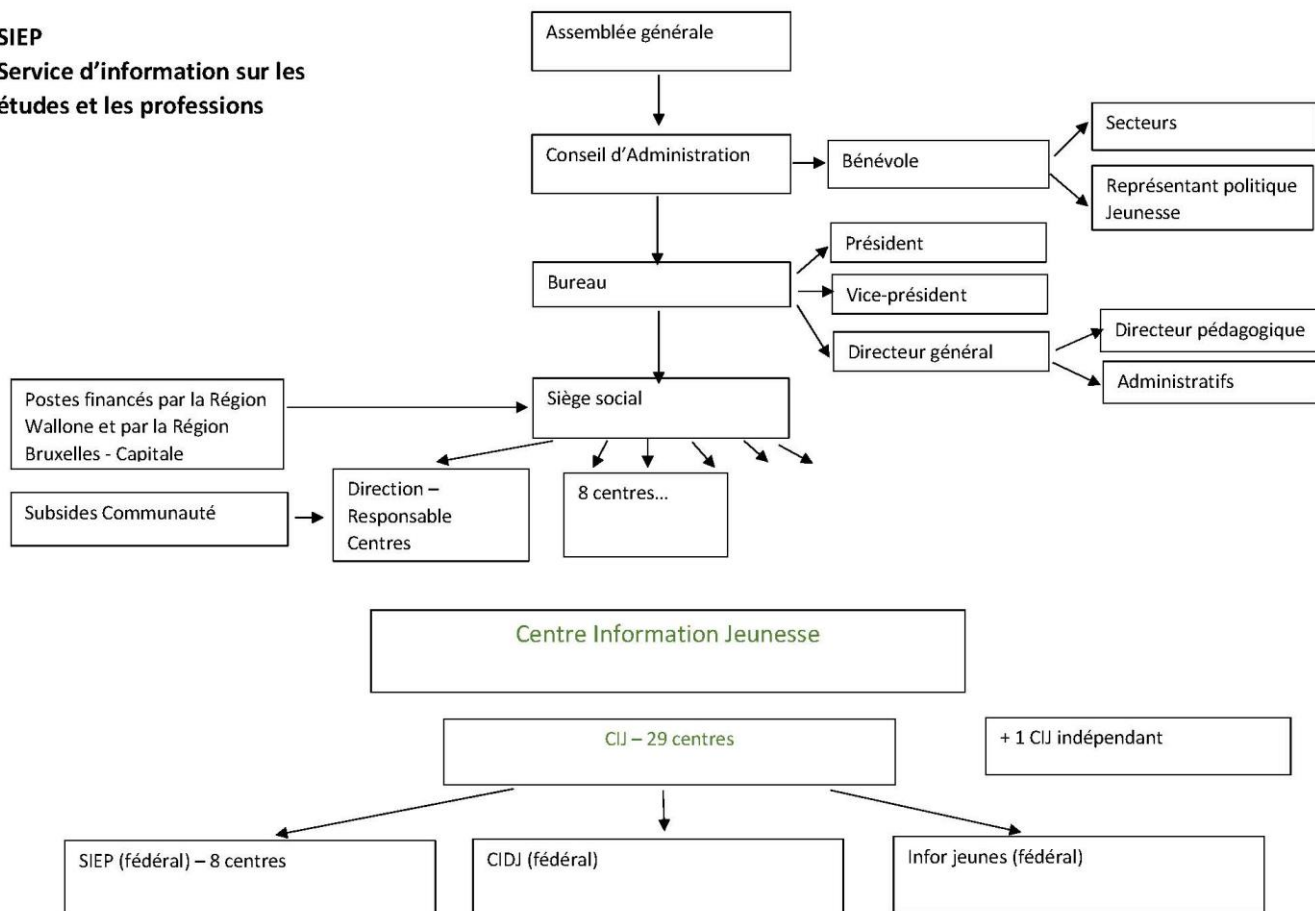 SIEP
Service d'information sur les
études et les professions
Assemblée générale
Conseil d'Administration
Bénévole
Secteurs
Représentant politique
Jeunesse
Bureau
Président
Vice-président
Directeur général
Directeur pédagogique
Administratifs
Postes financés par la Région
Wallone et par la Région
Bruxelles - Capitale
Siège social
Subsides Communauté
Direction –
Responsable
Centres
8 centres...
Centre Information Jeunesse
CIJ – 29 centres
+ 1 CIJ indépendant
SIEP (fédéral) – 8 centres
CIDJ (fédéral)
Infor jeunes (fédéral)